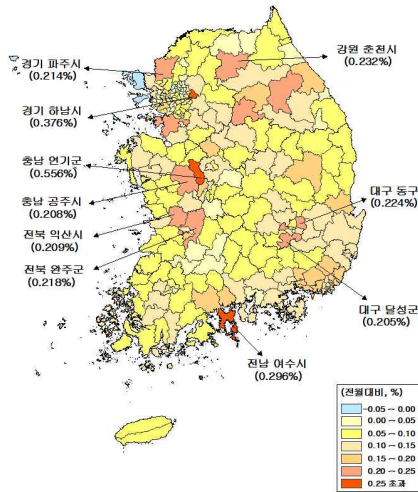 경기 파주시
(0.214%)
강원 춘천시
(0.232%)
경기 하남시
(0.376%)
충남 연기군
(0.556%)
충남 공주시
(0.208%)
전북 익산시
(0.209%)
전북 완주군
(0.218%)
대구 동구
(0.224%)
대구 달성군
(0.205%)
전남 여수시
(0.296%)
(전월대비, %)
-0.05 ~ 0.00
0.00 ~ 0.05
0.05 ~ 0.10
0.10 ~ 0.15
0.15 ~ 0.20
0.20 ~ 0.25
0.25 초과